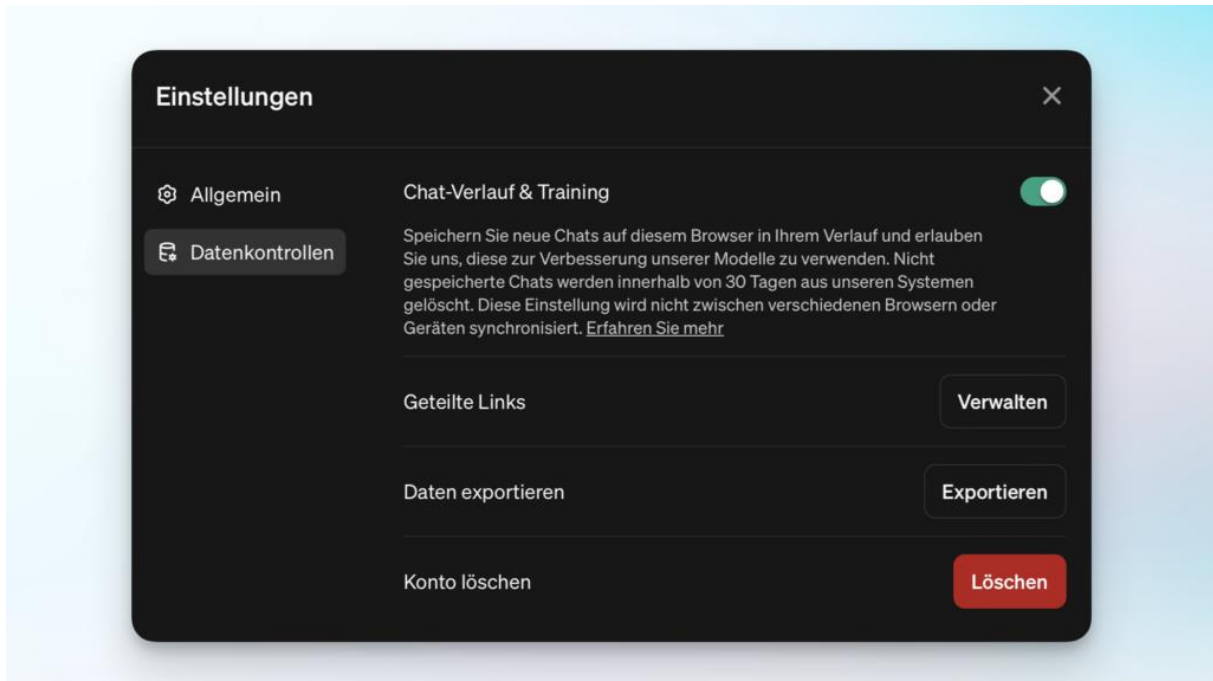 Einstellungen
Allgemein
Datenkontrollen
Chat-Verlauf & Training
Speichern Sie neue Chats auf diesem Browser in Ihrem Verlauf und erlauben
Sie uns, diese zur Verbesserung unserer Modelle zu verwenden. Nicht
gespeicherte Chats werden innerhalb von 30 Tagen aus unseren Systemen
gelöscht. Diese Einstellung wird nicht zwischen verschiedenen Browsern oder
Geräten synchronisiert. Erfahren Sie mehr
Geteilte Links
Verwalten
Daten exportieren
Exportieren
Konto löschen
Löschen